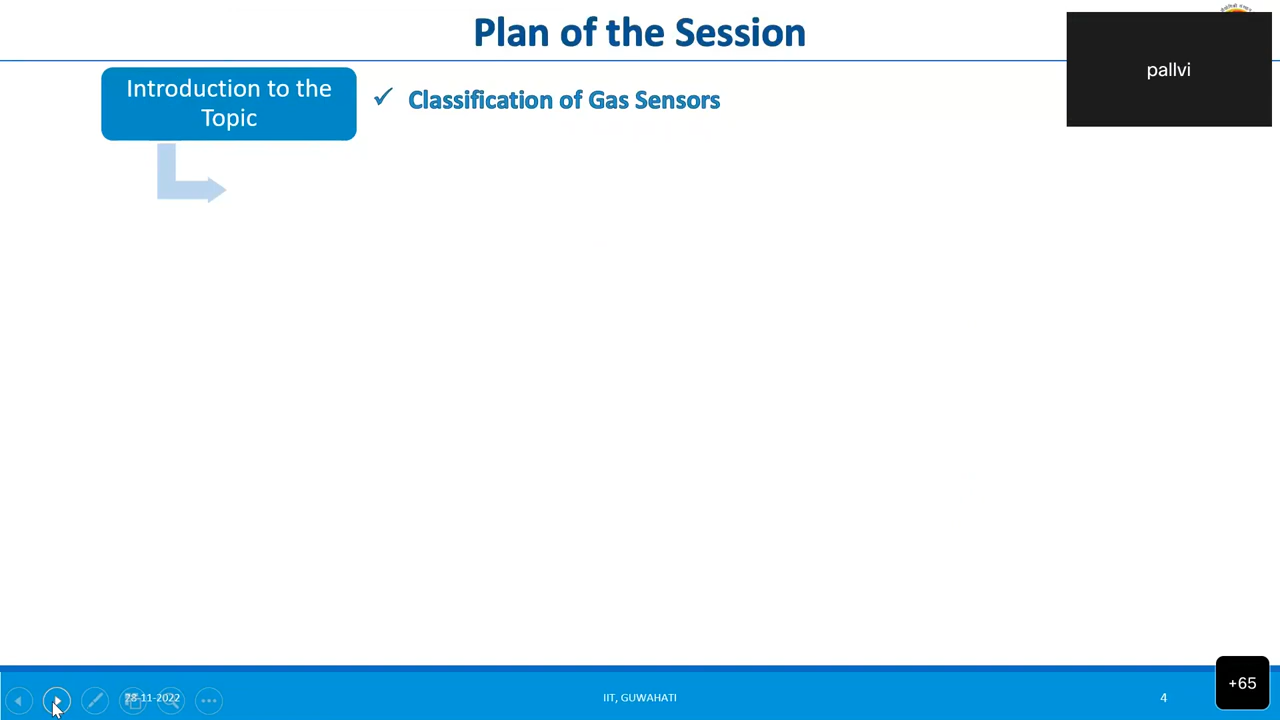 Plan of the Session
pallvi
Introduction to the
Topic
✓ Classification of Gas Sensors
28-11-2022
IIT, GUWAHATI
4
+65